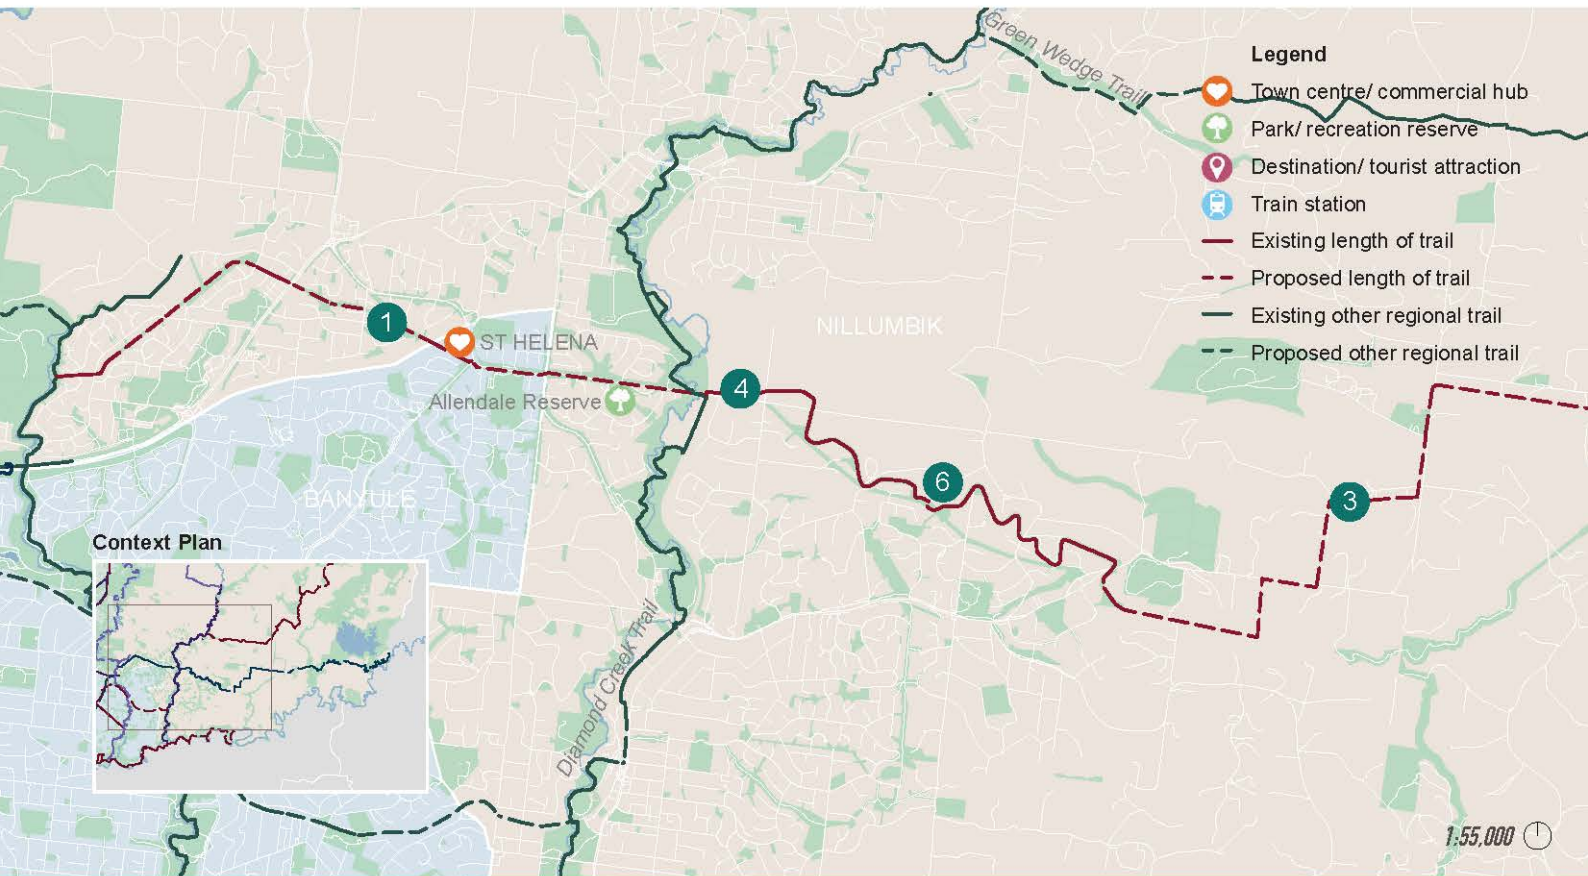 Green Wedge Trail
Legend
Town centre/ commercial hub
Park/ recreation reserve
Destination/ tourist attraction
Train station
Existing length of trail
Proposed length of trail
Existing other regional trail
Proposed other regional trail
1
ST HELENA
NILLUMBIK
4
Allendale Reserve
6
3
BANYULE
Context Plan
Diamond Creek Trail
1:55,000